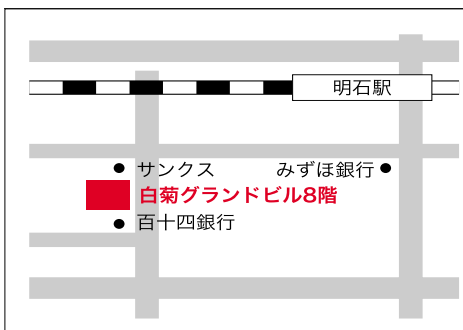 明石駅
サンクス
みずほ銀行
白菊グランドビル8階
百十四銀行